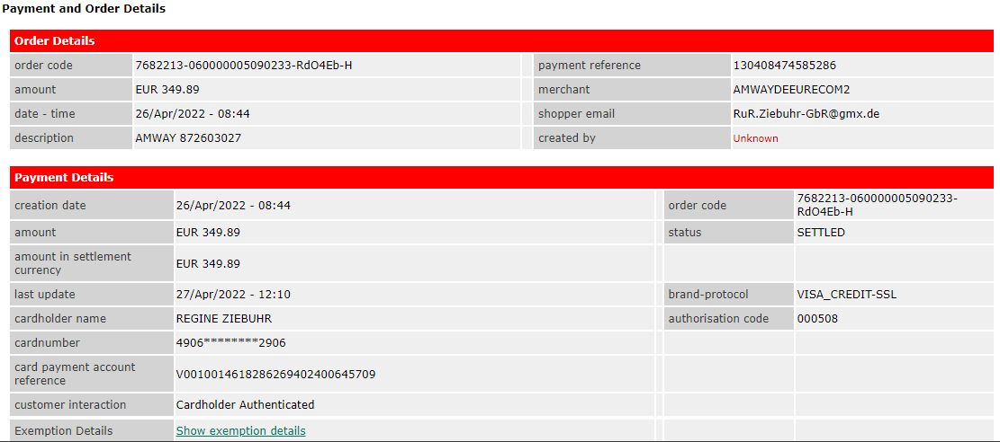 Payment and Order Details
Order Details
order code 7682213-060000005090233-RdO4Eb-H payment reference 130408474585286
amount EUR 349.89 merchant AMWAYDEEURECOM2
date - time 26/Apr/2022 - 08:44 shopper email RuR.Ziebuhr-GbR@gmx.de
description AMWAY 872603027 created by Unknown
Payment Details
creation date 26/Apr/2022 - 08:44 order code 7682213-060000005090233-
RdO4Eb-H
amount EUR 349.89 status SETTLED
amount in settlement
currency EUR 349.89
last update 27/Apr/2022 - 12:10 brand-protocol VISA_CREDIT-SSL
cardholder name REGINE ZIEBUHR authorisation code 000508
cardnumber 4906********2906
card payment account
reference V0010014618286269402400645709
customer interaction Cardholder Authenticated
Exemption Details Show exemption details